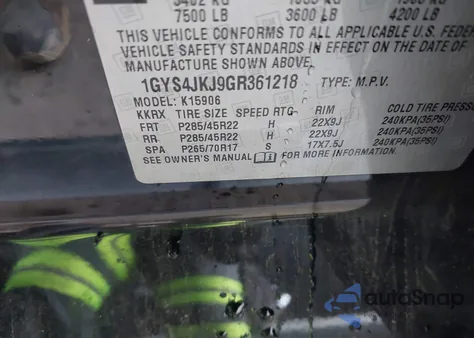 7500 LB 3600 LB 4200 LB
THIS VEHICLE CONFORMS TO ALL APPLICABLE U.S. FEDER
VEHICLE SAFETY STANDARDS IN EFFECT ON THE DATE OF
MANUFACTURE SHOWN ABOVE.
1GYS4JKJ9GR361218 TYPE: M.P.V.
MODEL: K15906
KKRX TIRE SIZE SPEED RTG RIM COLD TIRE PRESSU
FRT P285/45R22 H 22X9J 240KPA(35PSI)
RR P285/45R22 H 22X9J 240KPA(35PSI)
SPA P265/70R17 S 17X7.5J 240KPA(35PSI)
SEE OWNER'S MANUAL FOR MORE INFORMATION.
autoSnap